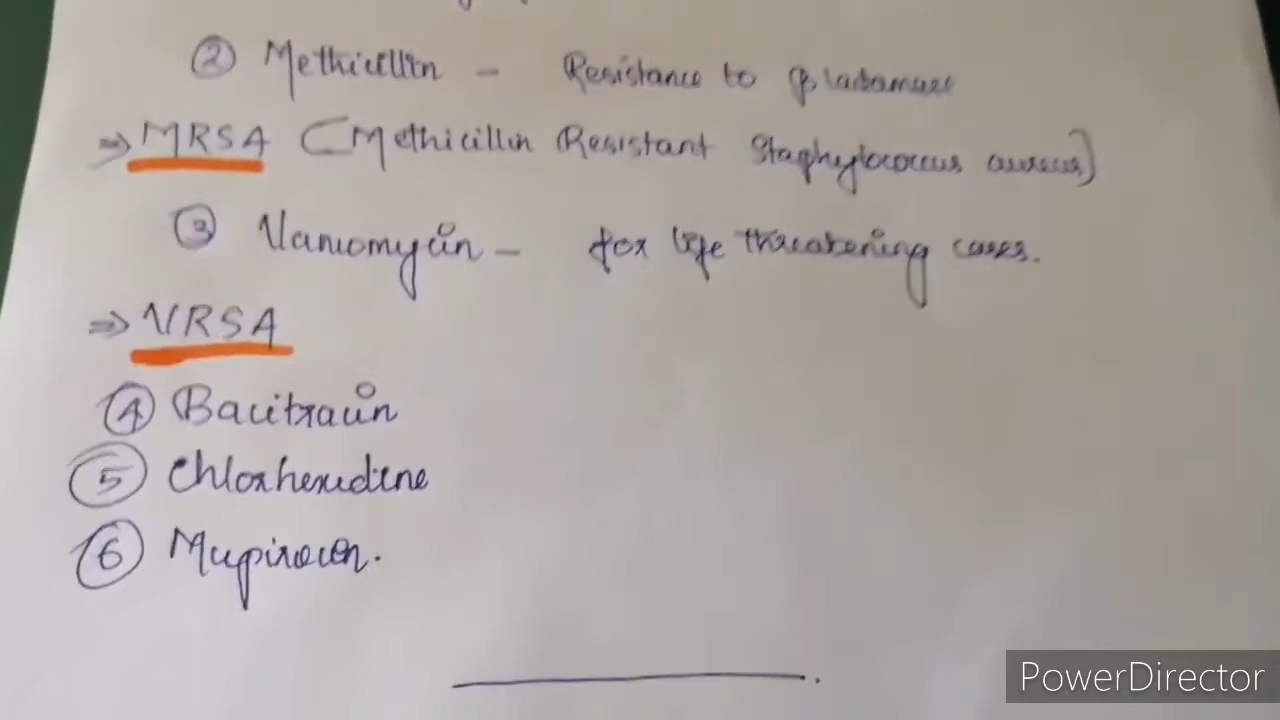 ② Methicillin - Resistance to β lactamase
⇒ MRSA (Methicillin Resistant Staphylococcus aureus)
③ Vancomycin - for life threatening cases.
⇒ VRSA
④ Bacitracin
⑤ Chlorhexidine
⑥ Mupirocin.
PowerDirector